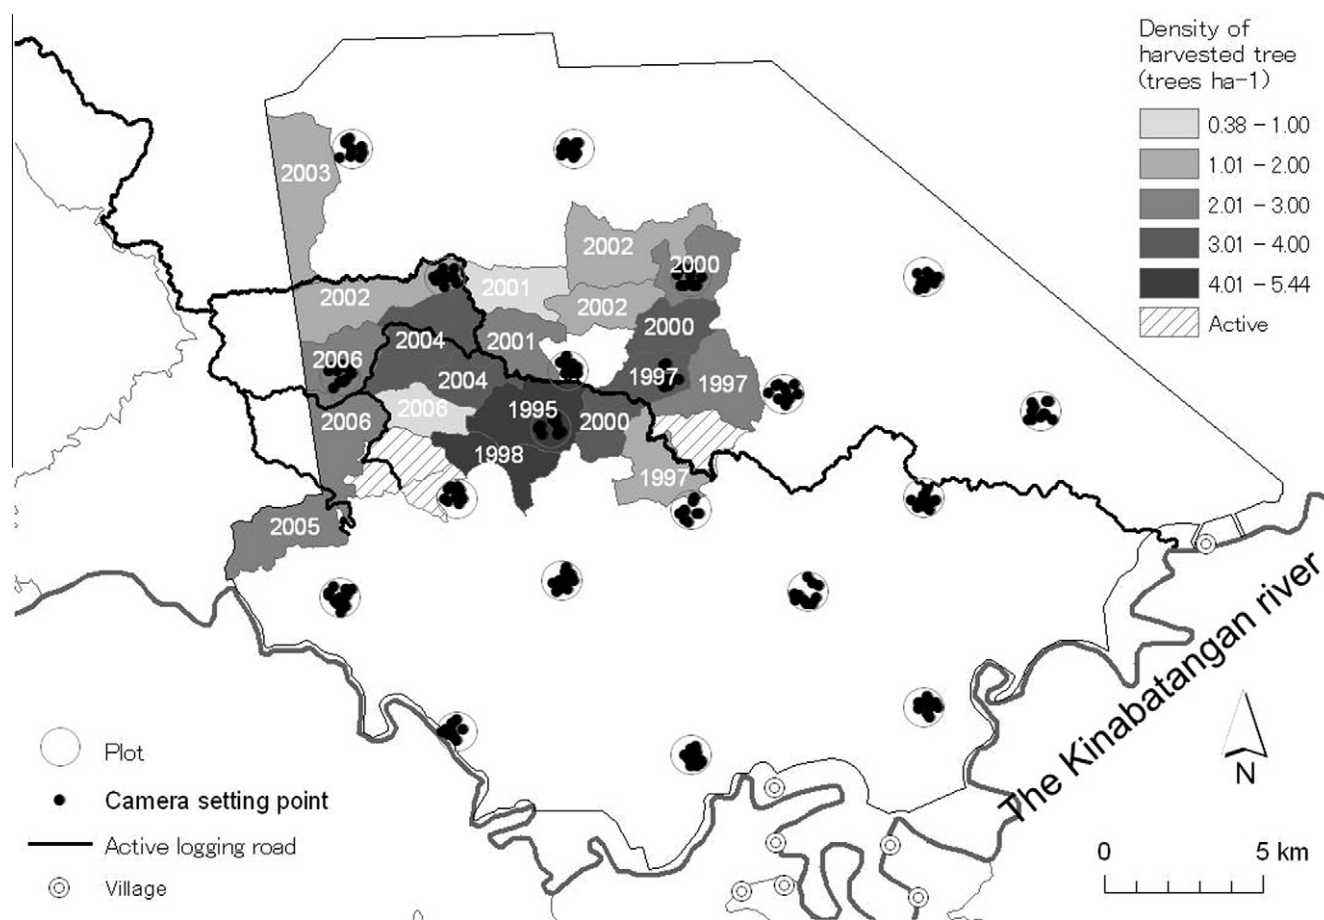 Density of
harvested tree
(trees ha-1)
0.38 – 1.00
1.01 – 2.00
2.01 – 3.00
3.01 – 4.00
4.01 – 5.44
Active
2003
2002
2000
2001
2002
2002
2000
2001
2004
2006
1997
1997
2004
2006
1995
2000
2006
1998
1997
2005
The Kinabatangan river
Plot
Camera setting point
Active logging road
Village
N
0 5 km